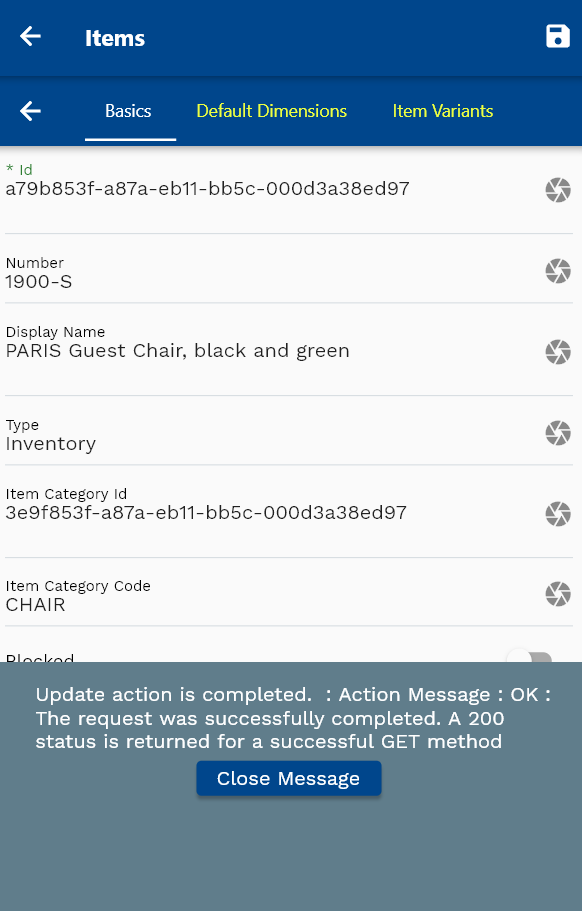 Items
Basics Default Dimensions Item Variants
* Id
a79b853f-a87a-eb11-bb5c-000d3a38ed97
Number
1900-S
Display Name
PARIS Guest Chair, black and green
Type
Inventory
Item Category Id
3e9f853f-a87a-eb11-bb5c-000d3a38ed97
Item Category Code
CHAIR
Blocked
Update action is completed.  : Action Message : OK :
The request was successfully completed. A 200
status is returned for a successful GET method
Close Message